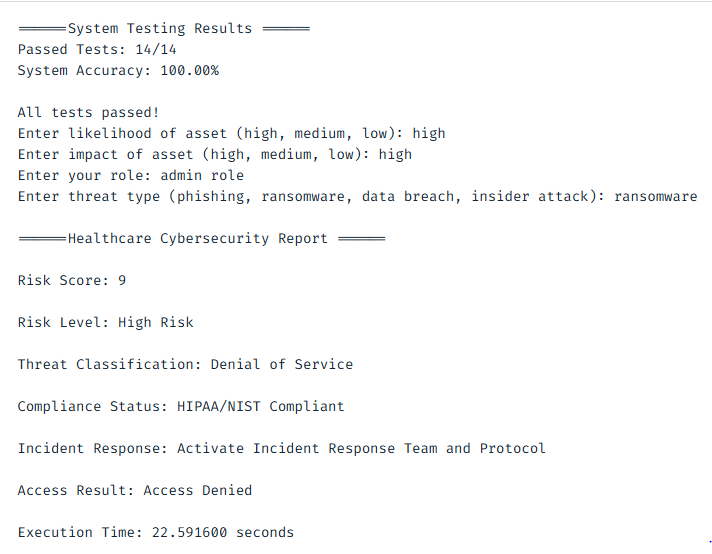 ======System Testing Results ======
Passed Tests: 14/14
System Accuracy: 100.00%
All tests passed!
Enter likelihood of asset (high, medium, low): high
Enter impact of asset (high, medium, low): high
Enter your role: admin role
Enter threat type (phishing, ransomware, data breach, insider attack): ransomware
======Healthcare Cybersecurity Report ======
Risk Score: 9
Risk Level: High Risk
Threat Classification: Denial of Service
Compliance Status: HIPAA/NIST Compliant
Incident Response: Activate Incident Response Team and Protocol
Access Result: Access Denied
Execution Time: 22.591600 seconds